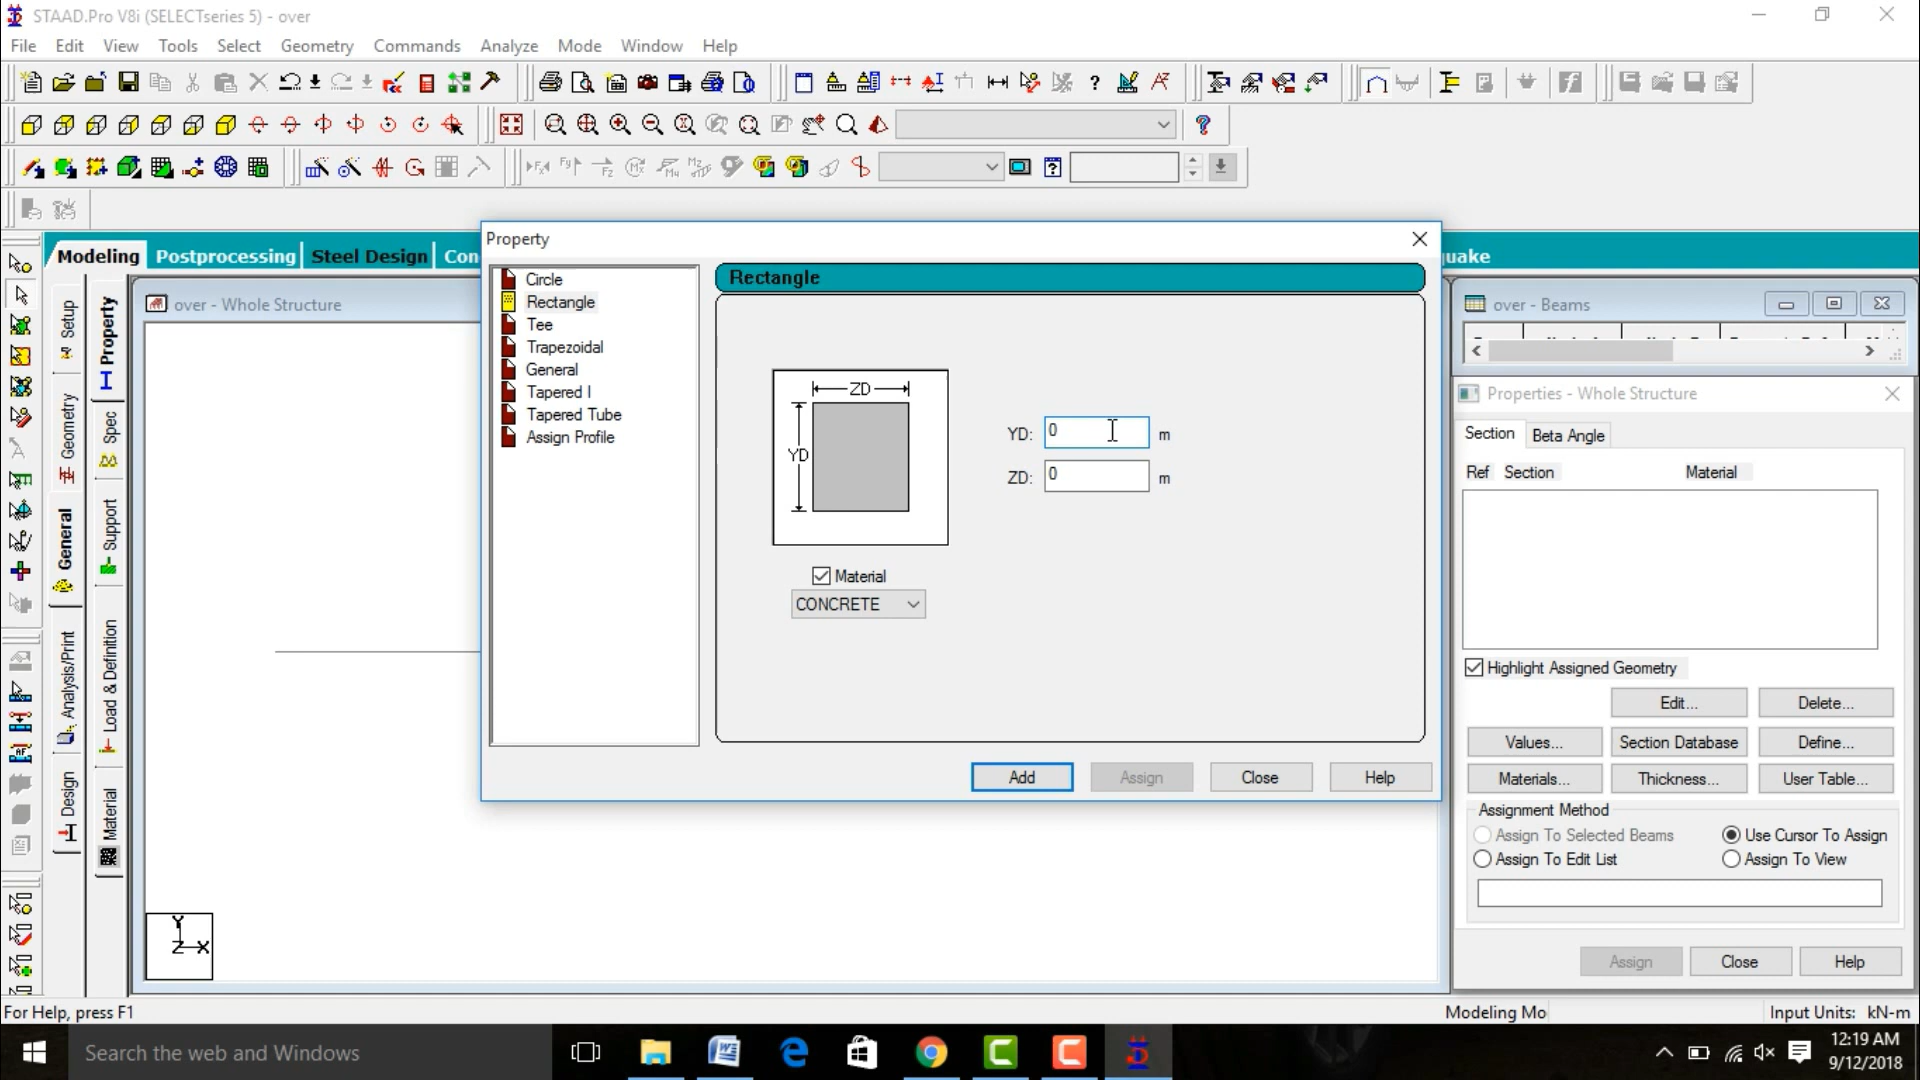 STAAD.Pro V8i (SELECTseries 5) - over
File Edit View Tools Select Geometry Commands Analyze Mode Window Help
Modeling Postprocessing Steel Design Con
uake
Property
Circle
Rectangle
Tee
Trapezoidal
General
Tapered I
Tapered Tube
Assign Profile
Rectangle
ZD
YD
YD: 0 m
ZD: 0 m
Material
CONCRETE
Add Assign Close Help
over - Whole Structure
Setup
Geometry
General
Analysis/Print
Design
Property
Spec
Support
Load & Definition
Material
Y
Z X
over - Beams
Properties - Whole Structure
Section Beta Angle
Ref Section Material
Highlight Assigned Geometry
Edit... Delete...
Values... Section Database Define...
Materials... Thickness... User Table...
Assignment Method
Assign To Selected Beams Use Cursor To Assign
Assign To Edit List Assign To View
Assign Close Help
For Help, press F1
Modeling Mo
Input Units: kN-m
Search the web and Windows
12:19 AM
9/12/2018